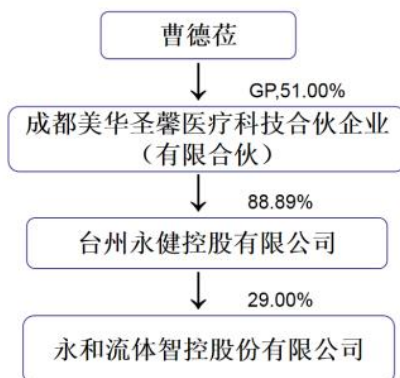 曹德莅
GP,51.00%
成都美华圣馨医疗科技合伙企业
（有限合伙）
88.89%
台州永健控股有限公司
29.00%
永和流体智控股份有限公司